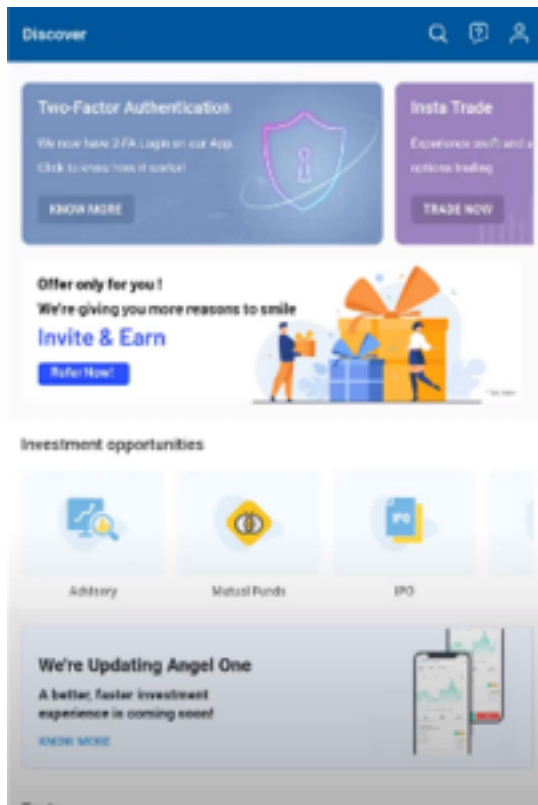 Discover
Two-Factor Authentication
We now have 2-FA Login on our App.
Click to know how it works!
KNOW MORE
Insta Trade
Experience swift and
options trading
TRADE NOW
Offer only for you !
We're giving you more reasons to smile
Invite & Earn
Refer Now!
Investment opportunities
Advisory
Mutual Funds
IPO
IPO
We're Updating Angel One
A better, faster investment
experience is coming soon!
KNOW MORE